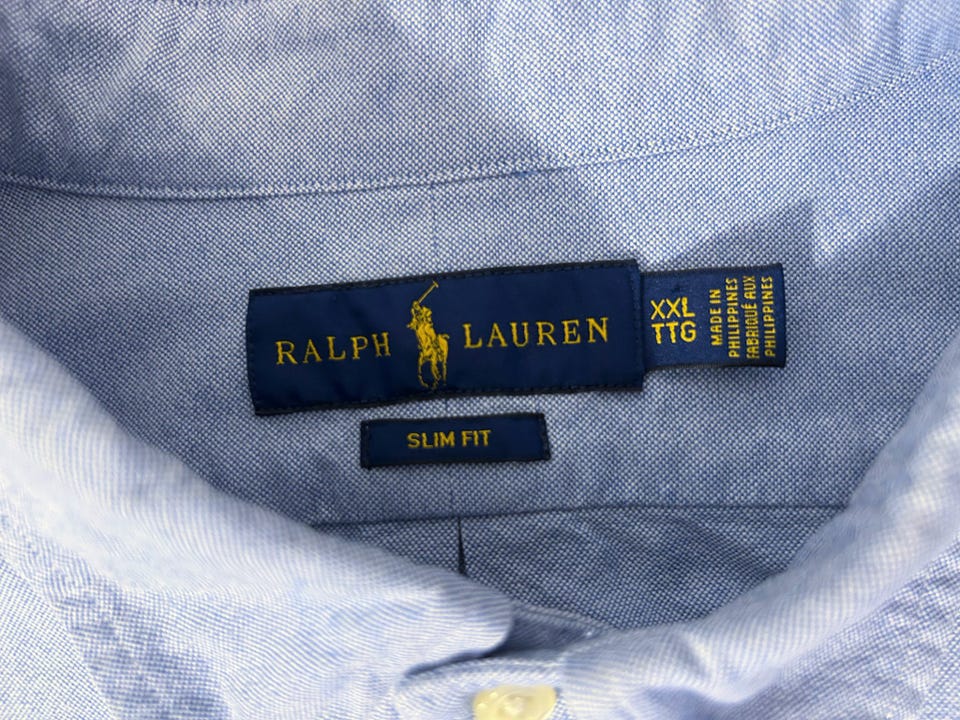 RALPH LAUREN
XXL
TTG
MADE IN
PHILIPPINES
FABRIQUÉ AUX
PHILIPPINES
SLIM FIT